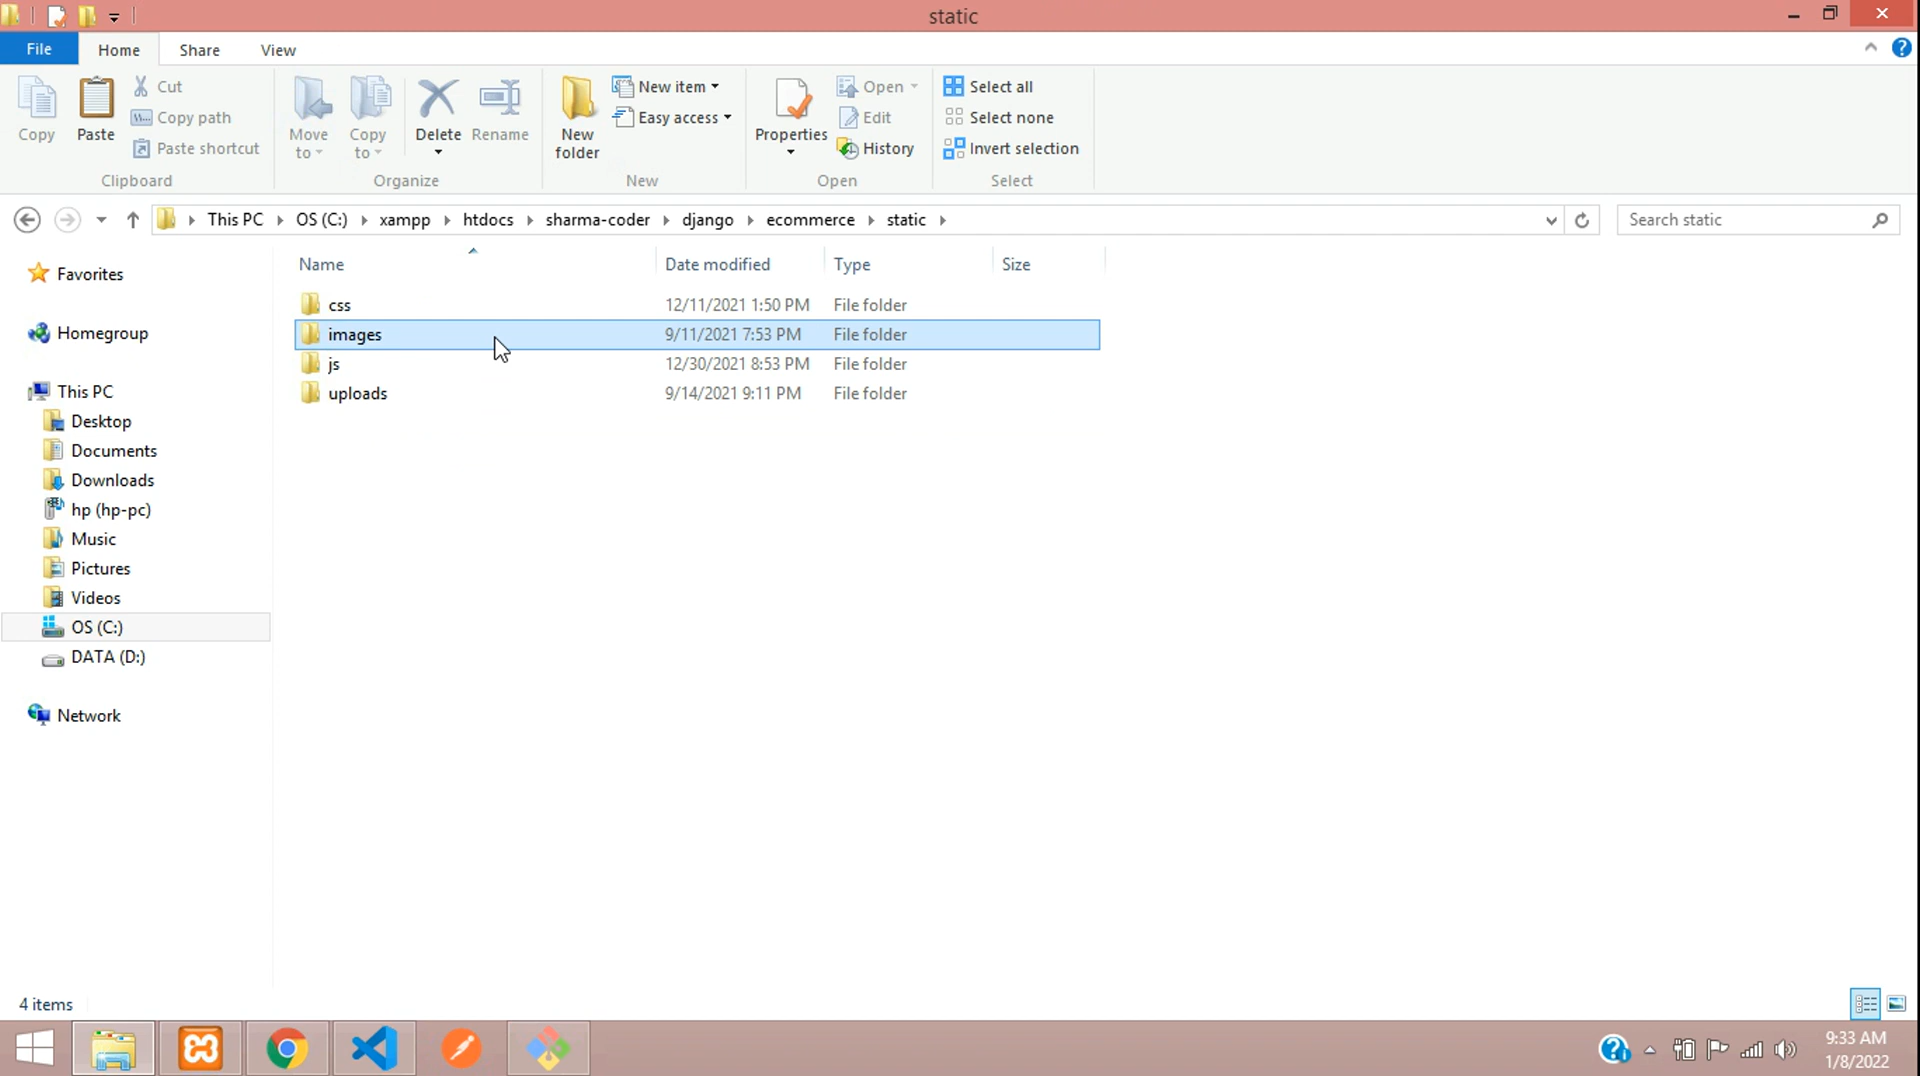 static
File Home Share View
Copy
Paste
Cut
Copy path
Paste shortcut
Clipboard
Move to
Copy to
Delete
Rename
Organize
New folder
New item
Easy access
New
Properties
Open
Edit
History
Open
Select all
Select none
Invert selection
Select
This PC OS (C:) xampp htdocs sharma-coder django ecommerce static
Search static
Name Date modified Type Size
css 12/11/2021 1:50 PM File folder
images 9/11/2021 7:53 PM File folder
js 12/30/2021 8:53 PM File folder
uploads 9/14/2021 9:11 PM File folder
Favorites
Homegroup
This PC
Desktop
Documents
Downloads
hp (hp-pc)
Music
Pictures
Videos
OS (C:)
DATA (D:)
Network
4 items
9:33 AM
1/8/2022